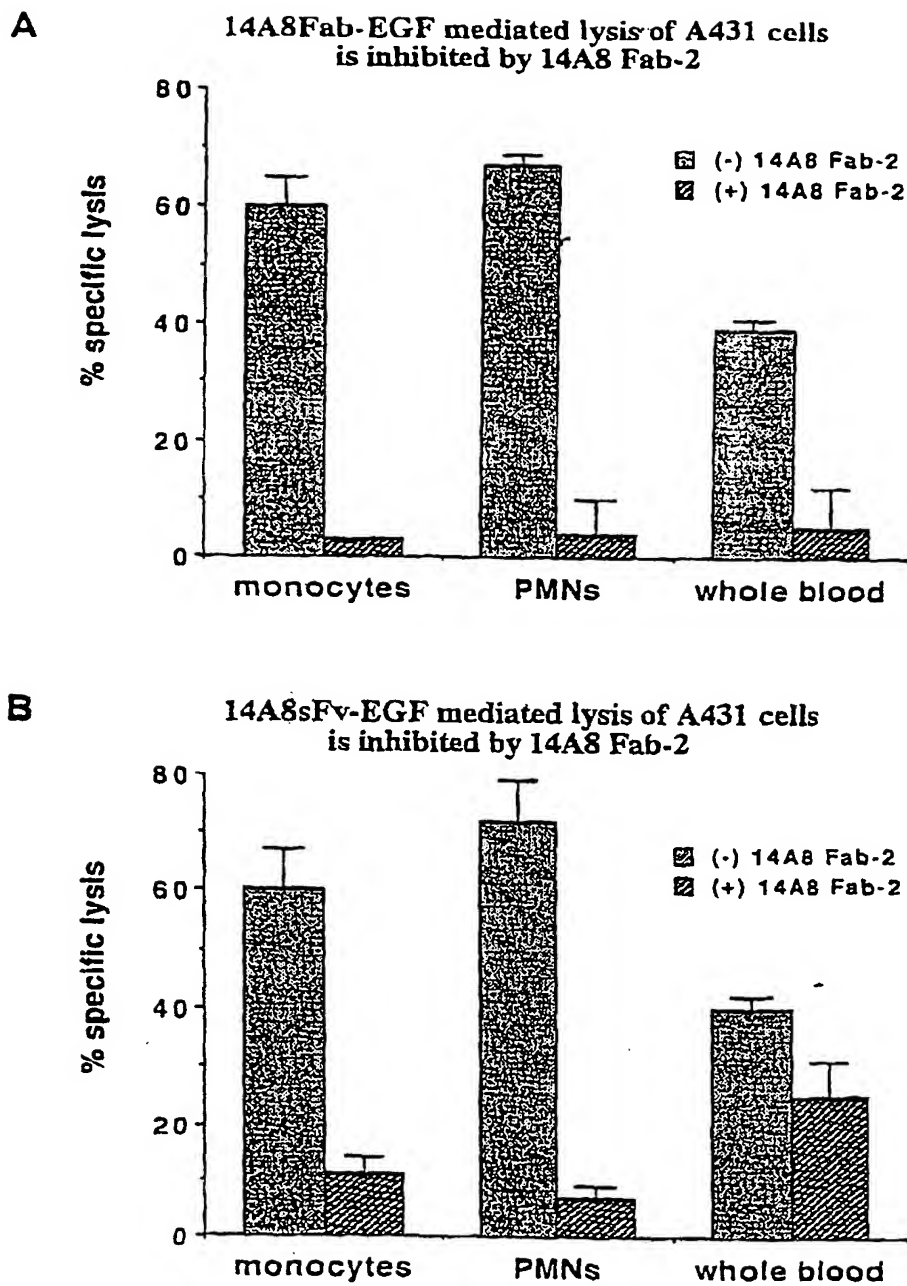 A
14A8Fab-EGF mediated lysis of A431 cells
is inhibited by 14A8 Fab-2
% specific lysis
80
60
40
20
0
(-) 14A8 Fab-2
(+) 14A8 Fab-2
monocytes
PMNs
whole blood
B
14A8sFv-EGF mediated lysis of A431 cells
is inhibited by 14A8 Fab-2
% specific lysis
80
60
40
20
0
(-) 14A8 Fab-2
(+) 14A8 Fab-2
monocytes
PMNs
whole blood